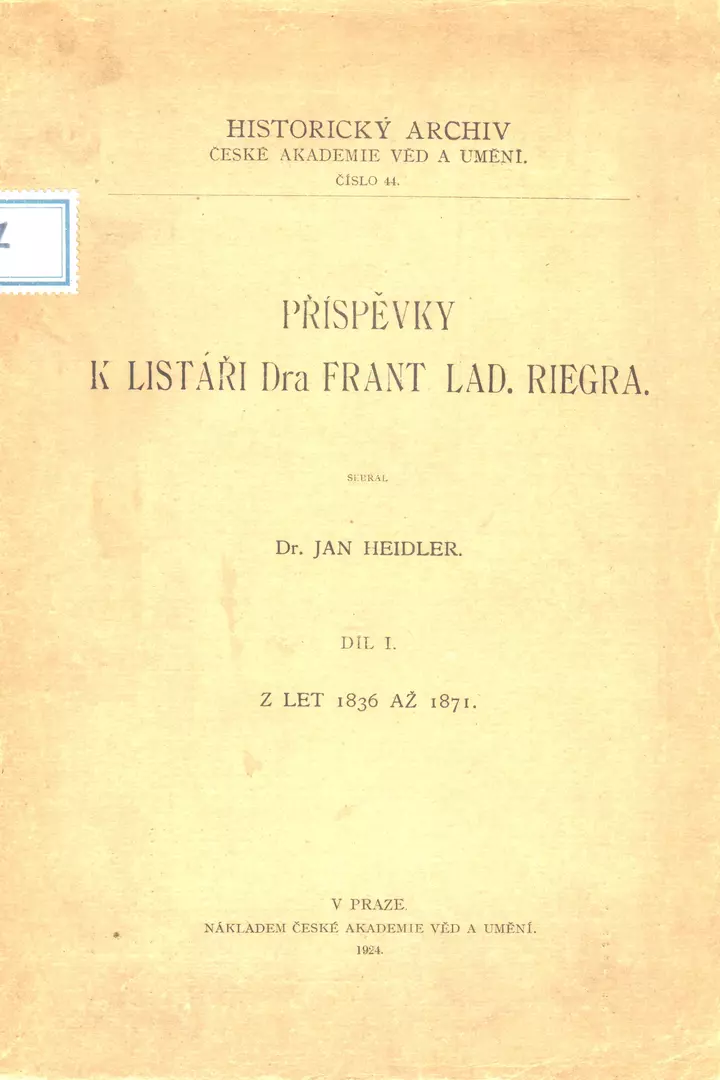 HISTORICKÝ ARCHIV
ČESKÉ AKADEMIE VĚD A UMĚNÍ.
ČÍSLO 44.
PŘÍSPĚVKY
K LISTÁŘI Dra FRANT LAD. RIEGRA.
SEBRAL
Dr. JAN HEIDLER.
DÍL I.
Z LET 1836 AŽ 1871.
V PRAZE.
NÁKLADEM ČESKÉ AKADEMIE VĚD A UMĚNÍ.
1924.